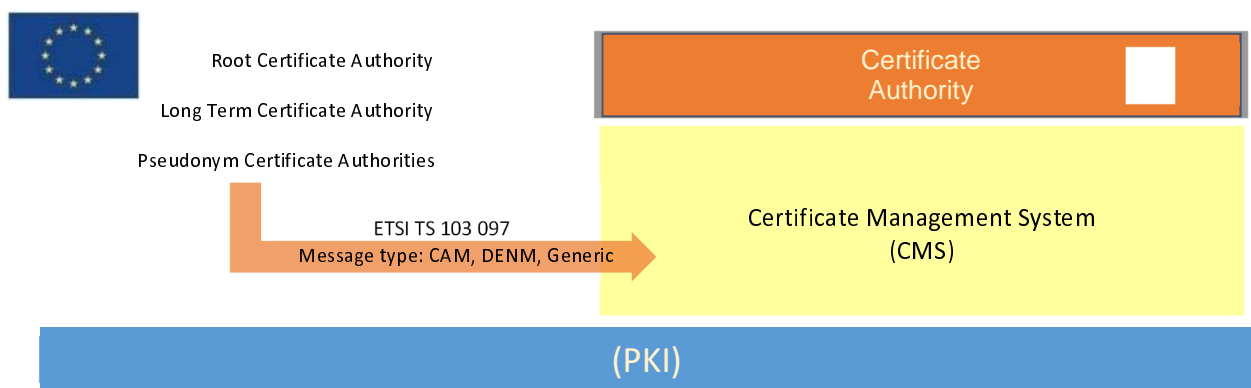 Root Certificate Authority
Long Term Certificate Authority
Pseudonym Certificate Authorities
ETSI TS 103 097
Message type: CAM, DENM, Generic
Certificate
Authority
Certificate Management System
(CMS)
(PKI)